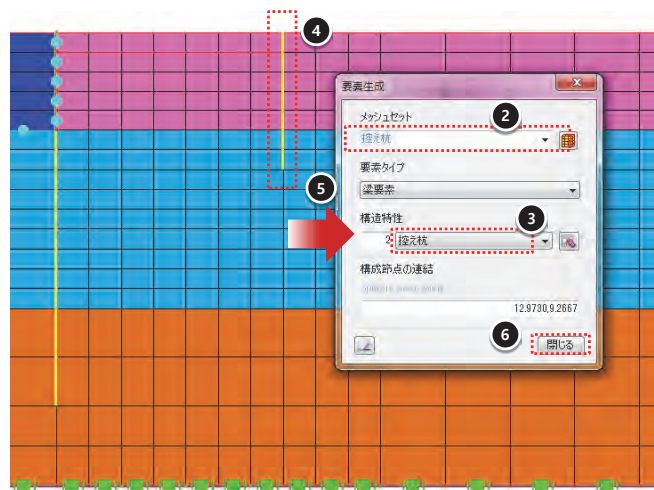 4
要素生成
メッシュセット
2
控え杭
要素タイプ
5
梁要素
構造特性
3
2 控え杭
構成節点の連結
12.9730,9.2667
6
閉じる